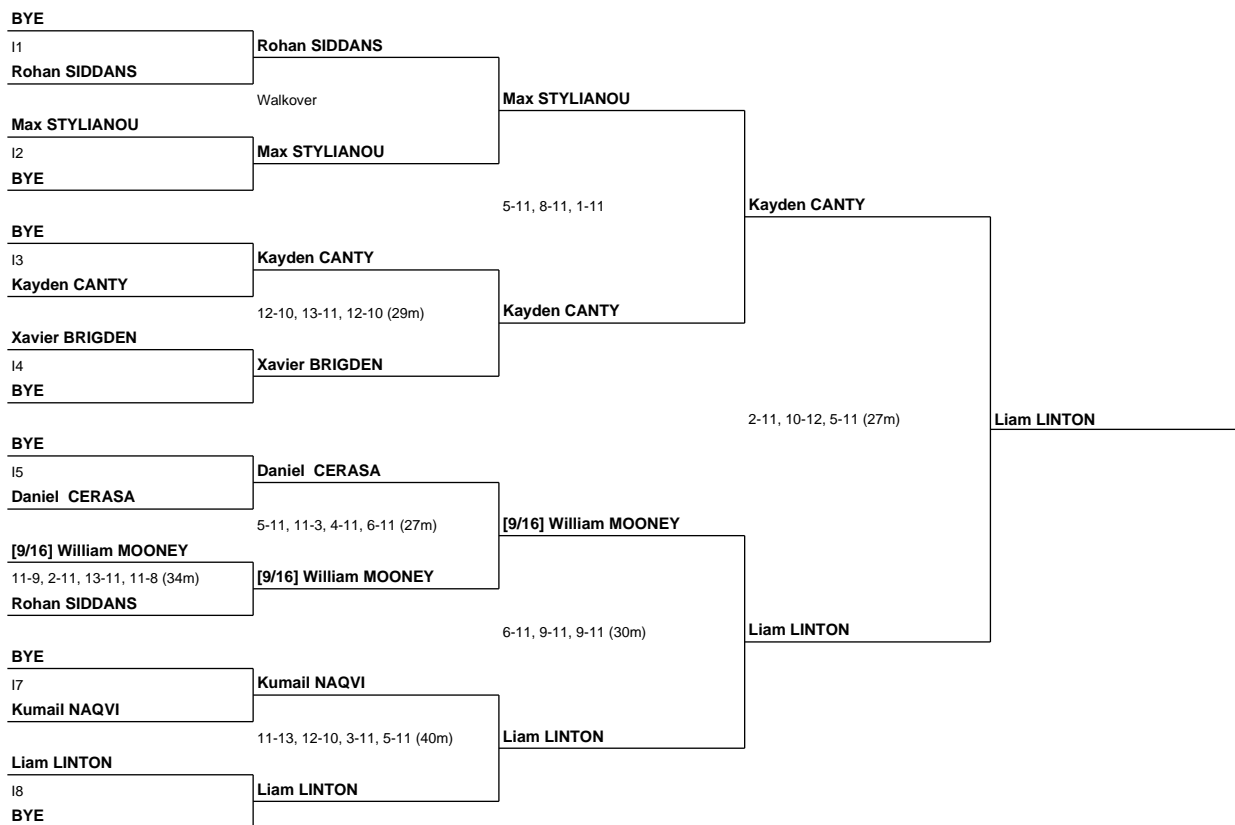 BYE
I1
Rohan SIDDANS
Rohan SIDDANS
Walkover
Max STYLIANOU
Max STYLIANOU
I2
Max STYLIANOU
BYE
5-11, 8-11, 1-11
Kayden CANTY
BYE
I3
Kayden CANTY
Kayden CANTY
12-10, 13-11, 12-10 (29m)
Kayden CANTY
Xavier BRIGDEN
I4
Xavier BRIGDEN
BYE
2-11, 10-12, 5-11 (27m)
Liam LINTON
BYE
I5
Daniel  CERASA
Daniel  CERASA
5-11, 11-3, 4-11, 6-11 (27m)
[9/16] William MOONEY
[9/16] William MOONEY
11-9, 2-11, 13-11, 11-8 (34m)
[9/16] William MOONEY
Rohan SIDDANS
6-11, 9-11, 9-11 (30m)
Liam LINTON
BYE
I7
Kumail NAQVI
Kumail NAQVI
11-13, 12-10, 3-11, 5-11 (40m)
Liam LINTON
Liam LINTON
I8
Liam LINTON
BYE